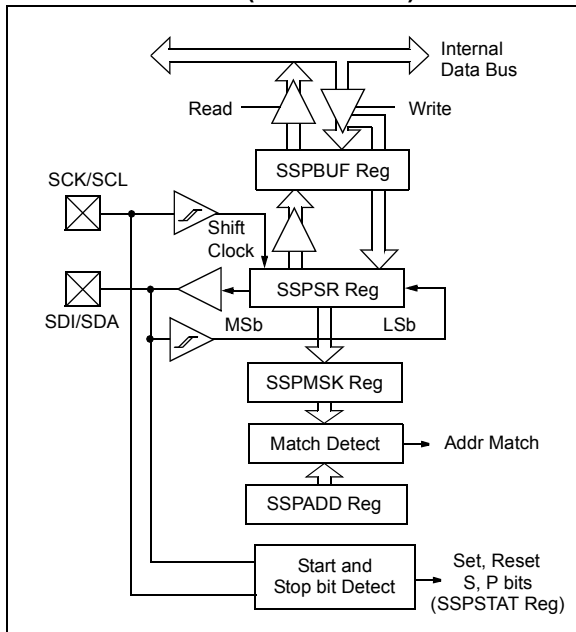 Internal
Data Bus
Read
Write
SSPBUF Reg
SCK/SCL
Shift
Clock
SSPSR Reg
SDI/SDA
MSb
LSb
SSPMSK Reg
Match Detect
Addr Match
SSPADD Reg
Start and
Stop bit Detect
Set, Reset
S, P bits
(SSPSTAT Reg)